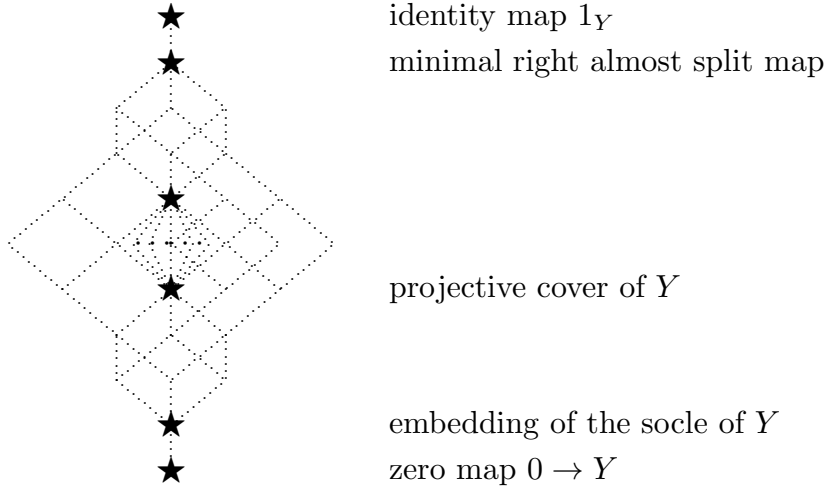 identity map 1_Y
minimal right almost split map
projective cover of Y
embedding of the socle of Y
zero map 0 → Y